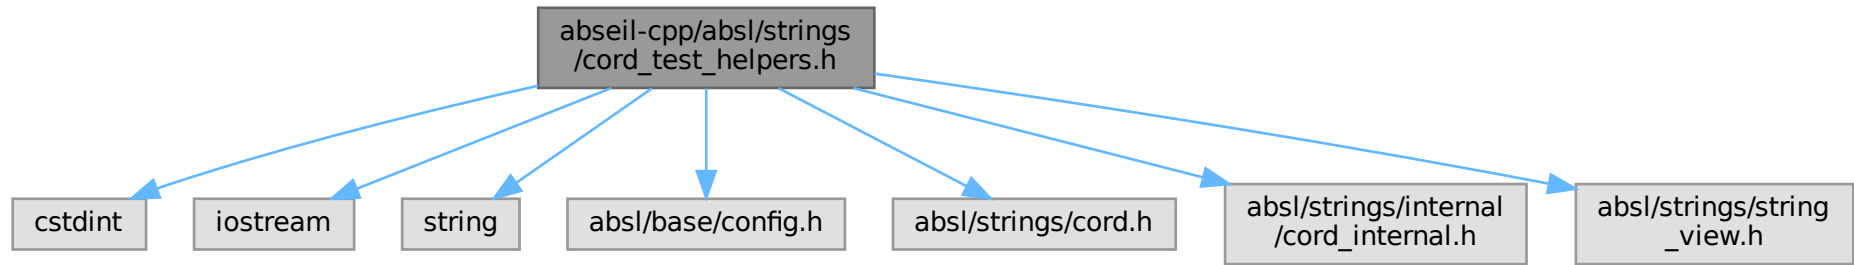 abseil-cpp/absl/strings
/cord_test_helpers.h
cstdint
iostream
string
absl/base/config.h
absl/strings/cord.h
absl/strings/internal
/cord_internal.h
absl/strings/string
_view.h